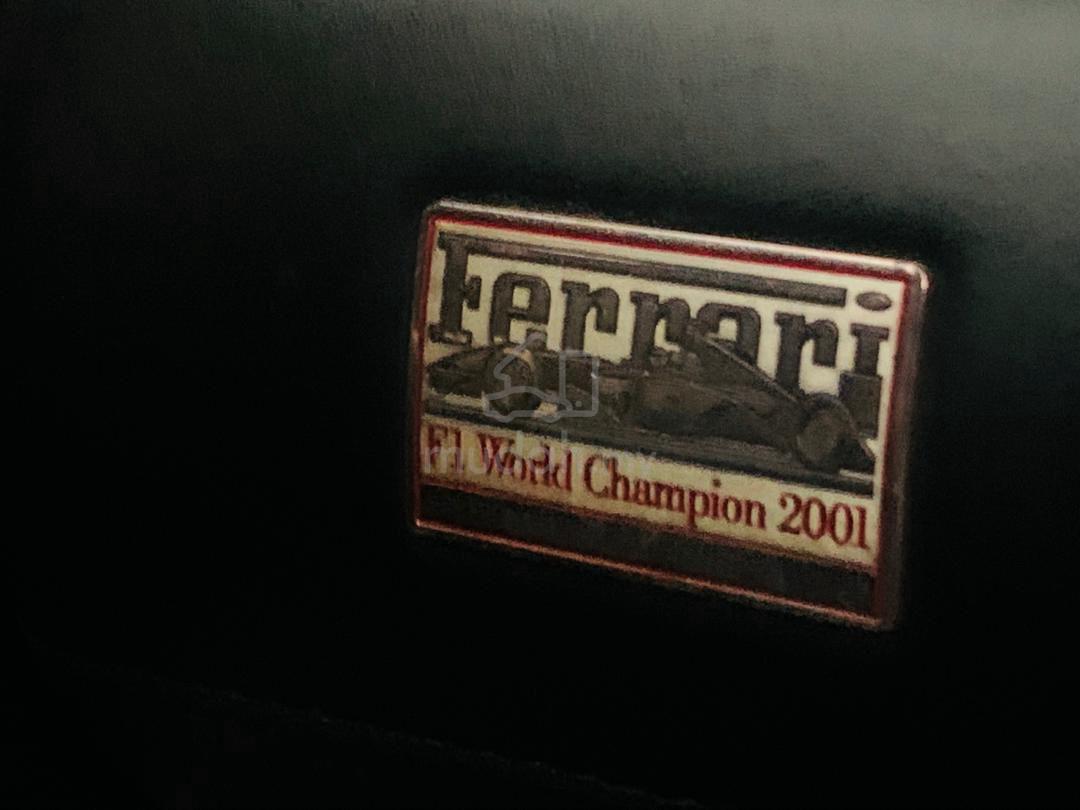 Ferrari
F1 World Champion 2001